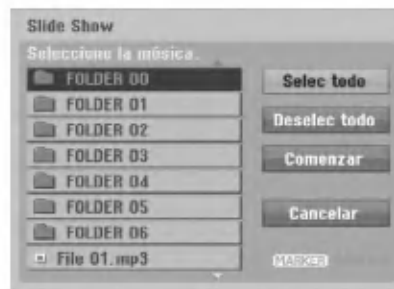 Slide Show
Seleccione la música.
FOLDER 00
FOLDER 01
FOLDER 02
FOLDER 03
FOLDER 04
FOLDER 05
FOLDER 06
File 01.mp3
Selec todo
Deselec todo
Comenzar
Cancelar
MARKER